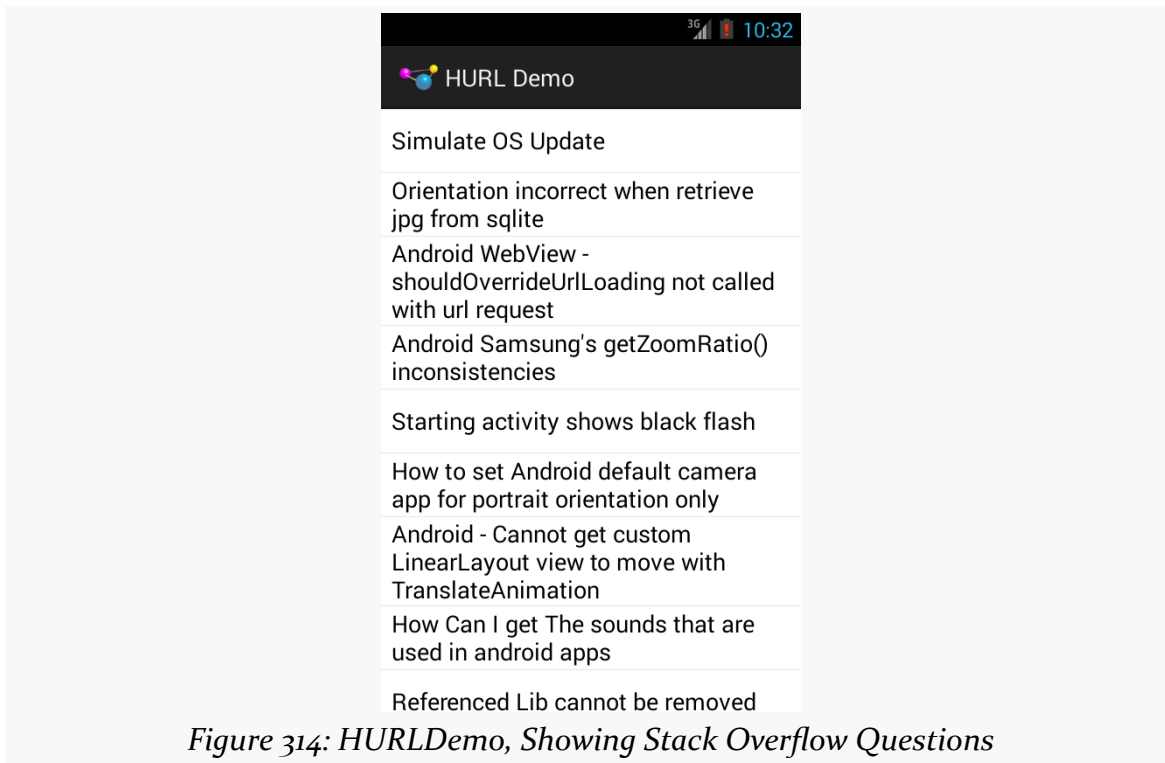 3G 10:32
HURL Demo
Simulate OS Update
Orientation incorrect when retrieve
jpg from sqlite
Android WebView -
shouldOverrideUrlLoading not called
with url request
Android Samsung's getZoomRatio()
inconsistencies
Starting activity shows black flash
How to set Android default camera
app for portrait orientation only
Android - Cannot get custom
LinearLayout view to move with
TranslateAnimation
How Can I get The sounds that are
used in android apps
Referenced Lib cannot be removed
Figure 314: HURLDemo, Showing Stack Overflow Questions